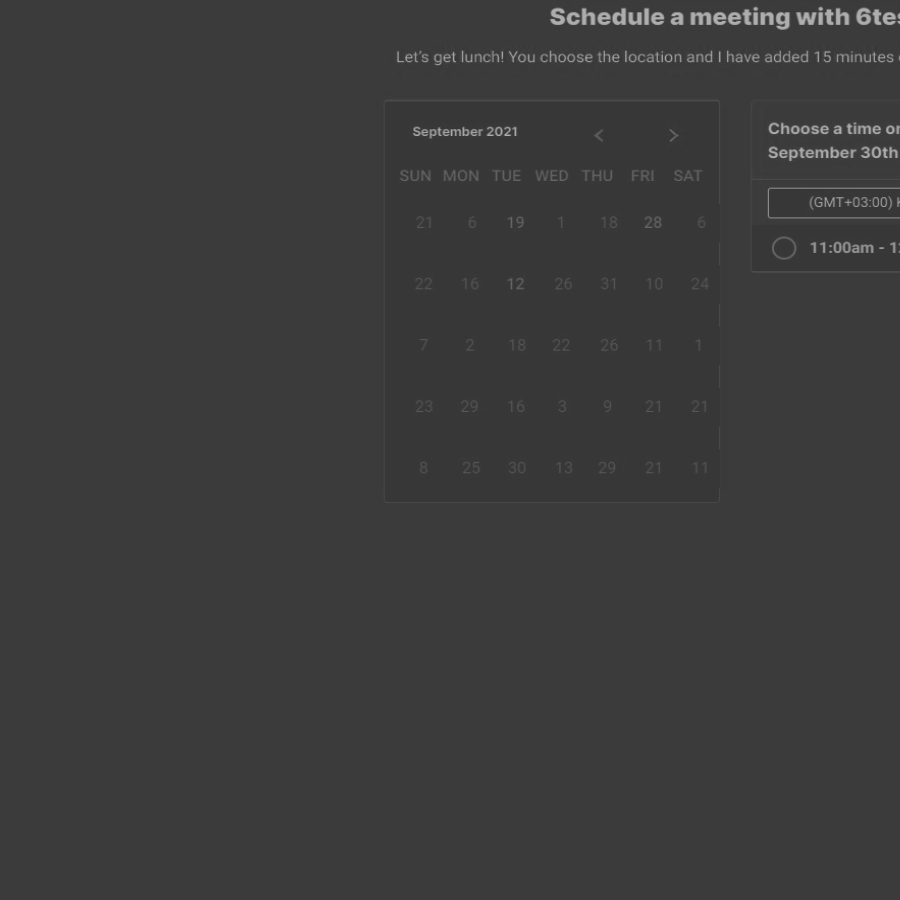 Schedule a meeting with 6tes
Let's get lunch! You choose the location and I have added 15 minutes
September 2021
SUN MON TUE WED THU FRI SAT
21 6 19 1 18 28 6
22 16 12 26 31 10 24
7 2 18 22 26 11 1
23 29 16 3 9 21 21
8 25 30 13 29 21 11
Choose a time on
September 30th
(GMT+03:00)
11:00am -